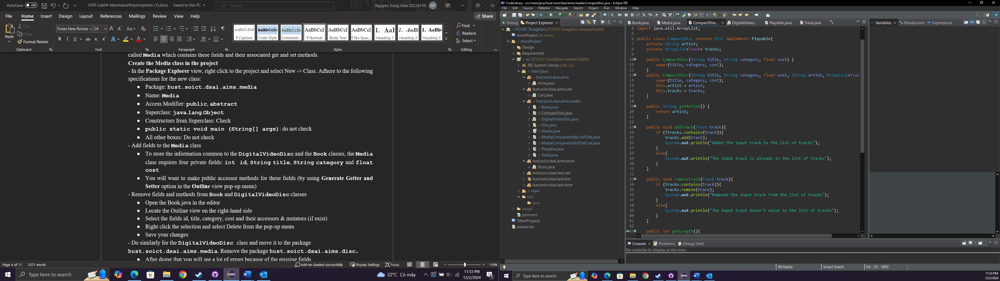 AutoSave Off OOP-Lab04-InheritancePolymorphism (1).docx - Saved to this PC Search Nguyen Trung Kien 20226110 NT
File Home Insert Design Layout References Mailings Review View Help Share
Paste Cut Copy Format Painter
Times New Roman 24
AaBbCcDdE AaBbCcDc AaBbCcDc AaBbCcI AaBbCcI AaBbCcI 1. Aal 1. AaBl 1. AaBb
¶ Caption Code Style Comment... ¶ Normal Body Text ¶ No Spac... Heading 1 Heading 2 Heading 3
Find
Replace
Select
Clipboard Font Paragraph Styles Editing
called Media which contains these fields and their associated get and set methods.
Create the Media class in the project
- In the Package Explorer view, right click to the project and select New -> Class. Adhere to the following
specifications for the new class:
● Package: hust.soict.dsai.aims.media
● Name: Media
● Access Modifier: public, abstract
● Superclass: java.lang.Object
● Constructors from Superclass: Check
● public static void main (String[] args): do not check
● All other boxes: Do not check
- Add fields to the Media class
● To store the information common to the DigitalVideoDisc and the Book classes, the Media
class requires four private fields: int id, String title, String category and float
cost
● You will want to make public accessor methods for these fields (by using Generate Getter and
Setter option in the Outline view pop-up menu)
- Remove fields and methods from Book and DigitalVideoDisc classes
● Open the Book.java in the editor
● Locate the Outline view on the right-hand side
● Select the fields id, title, category, cost and their accessors & mutators (if exist)
● Right click the selection and select Delete from the pop-up menu
● Save your changes
- Do similarly for the DigitalVideoDisc class and move it to the package
hust.soict.dsai.aims.media. Remove the package hust.soict.dsai.aims.disc.
● After doing that you will see a lot of errors because of the missing fields
Page 4 of 11 3371 words Add-ins loaded successfully Display Settings Focus 110%
Type here to search 22°C Có mây 11:33 PM
12/2/2024
CodeLibrary - src/main/java/hust/soict/dsai/aims/media/CompactDisc.java - Eclipse IDE
File Edit Source Refactor Navigate Search Project Run Window Help
Debug Project Explorer
> IT3103-TrungKien [IT3103-TrungKien release/lab04]
AimsProject (in Aims)
> AimsProject
Design
Requirement
> src [IT3103-TrungKien release/lab04]
JRE System Library [jdk-22]
> main/java
> hust.soict.dsai.aims
Aims.java
hust.soict.dsai.aims.cart
Cart.java
> hust.soict.dsai.aims.media
> Book.java
> CompactDisc.java
> DigitalVideoDisc.java
> Disc.java
> Media.java
> MediaComparatorByCostTitle.java
> MediaComparatorByTitleCost.java
> Playable.java
> Track.java
hust.soict.dsai.aims.store
Store.java
hust.soict.dsai.test.cart
hust.soict.dsai.test.disc
hust.soict.dsai.test.store
> main
test
java
target
pom.xml
OtherProjects
answer.txt
Book.java Media.java CompactDisc... DigitalVideo... Playable.java Track.java
4 import java.util.ArrayList;
5
6 public class CompactDisc extends Disc implements Playable{
7 private String artist;
8 private ArrayList<Track> tracks;
9
10 public CompactDisc(String title, String category, float cost) {
11 super(title, category, cost);
12 }
13 public CompactDisc(String title, String category, float cost, String artist, ArrayList<Trac
14 super(title, category, cost);
15 this.artist = artist;
16 this.tracks = tracks;
17 }
18
19 public String getArtist() {
20 return artist;
21 }
22
23 public void addTrack(Track track){
24 if (!tracks.contains(track)){
25 tracks.add(track);
26 System.out.println("Added the input track to the list of tracks");
27 }
28 else{
29 System.out.println("The input track is already in the list of tracks");
30 }
31 }
32
33 public void removeTrack(Track track){
34 if (tracks.contains(track)){
35 tracks.remove(track);
36 System.out.println("Removed the input track from the list of tracks");
37 }
38 else{
39 System.out.println("The input track doesn't exist in the list of tracks");
40 }
41 }
42
43 public int getLength(){
Variables Breakpoints Expressions
Console Problems Debug Shell
No consoles to display at this time.
Writable Smart Insert 64 : 29 : 1892
Type here to search 11:33 PM
12/2/2024